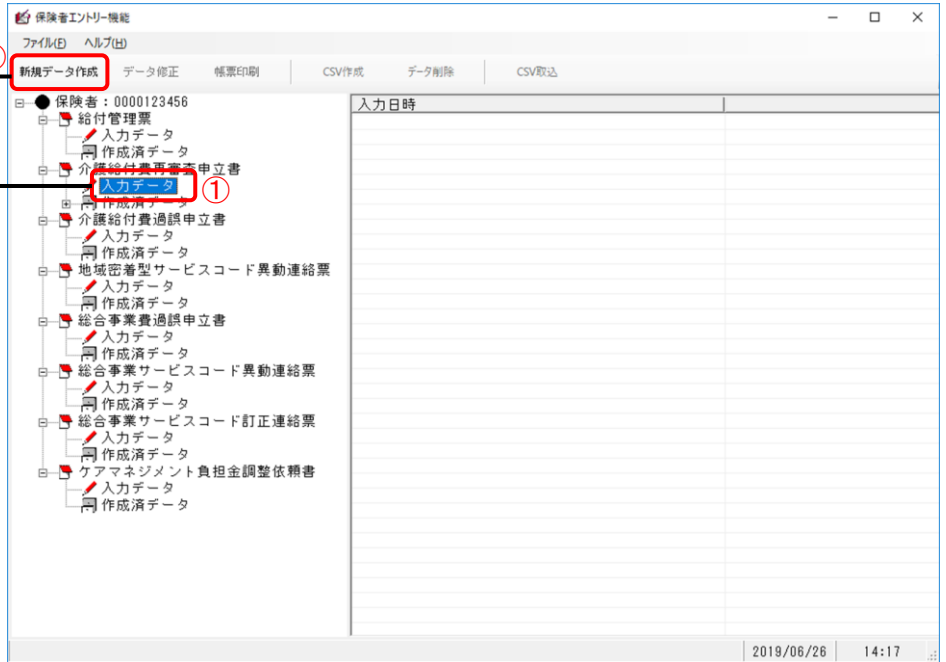 保険者エントリー機能
ファイル(F) ヘルプ(H)
新規データ作成 データ修正 帳票印刷 CSV作成 データ削除 CSV取込
保険者：0000123456
給付管理票
入力データ
作成済データ
介護給付費再審査申立書
入力データ
①
作成済データ
介護給付費過誤申立書
入力データ
作成済データ
地域密着型サービスコード異動連絡票
入力データ
作成済データ
総合事業費過誤申立書
入力データ
作成済データ
総合事業サービスコード異動連絡票
入力データ
作成済データ
総合事業サービスコード訂正連絡票
入力データ
作成済データ
ケアマネジメント負担金調整依頼書
入力データ
作成済データ
入力日時
2019/06/26 14:17